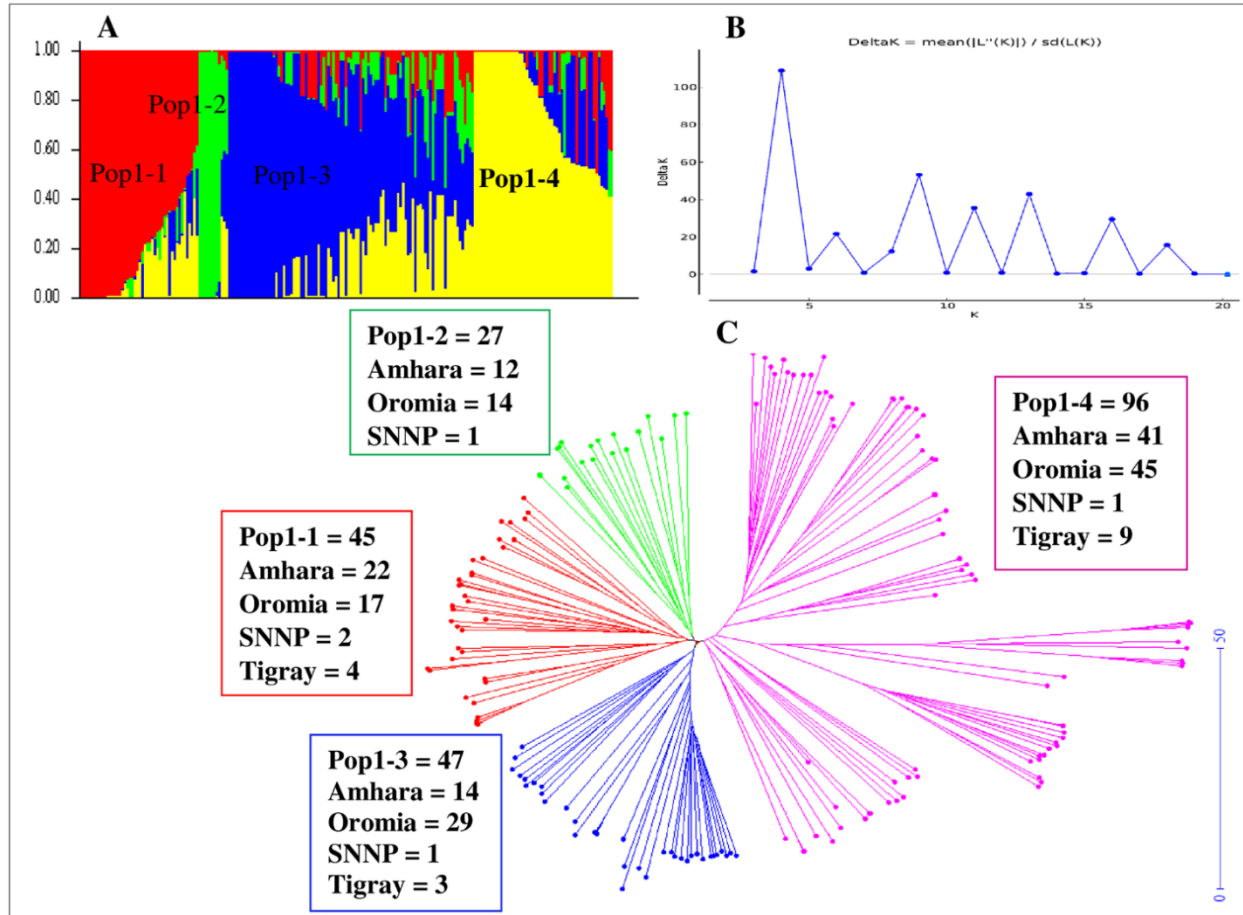 A
1.00
0.80
0.60
0.40
0.20
0.00
Pop1-1
Pop1-2
Pop1-3
Pop1-4
B
DeltaK = mean(|L"(K)|) / sd(L(K))
Delta K
100
80
60
40
20
0
5
10
15
20
K
Pop1-2 = 27
Amhara = 12
Oromia = 14
SNNP = 1
C
Pop1-4 = 96
Amhara = 41
Oromia = 45
SNNP = 1
Tigray = 9
Pop1-1 = 45
Amhara = 22
Oromia = 17
SNNP = 2
Tigray = 4
Pop1-3 = 47
Amhara = 14
Oromia = 29
SNNP = 1
Tigray = 3
50
0